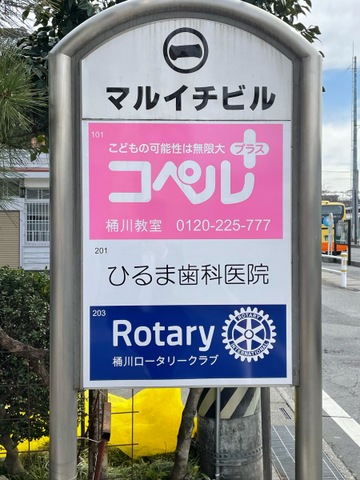 マルイチビル
101
こどもの可能性は無限大
プラス
コペル
桶川教室 0120-225-777
201
ひるま歯科医院
203
Rotary
ROTARY
INTERNATIONAL
桶川ロータリークラブ